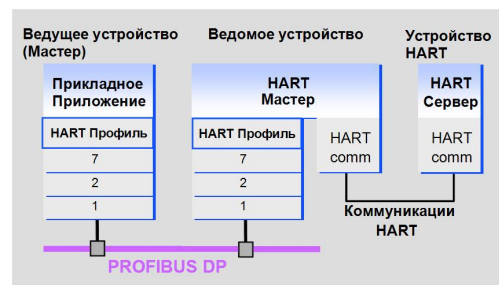 Ведущее устройство
(Мастер)
Ведомое устройство
Устройство
HART
Прикладное
Приложение
HART Профиль
7
2
1
HART
Мастер
HART Профиль
7
2
1
HART
comm
HART
Сервер
HART
comm
Коммуникации
HART
PROFIBUS DP